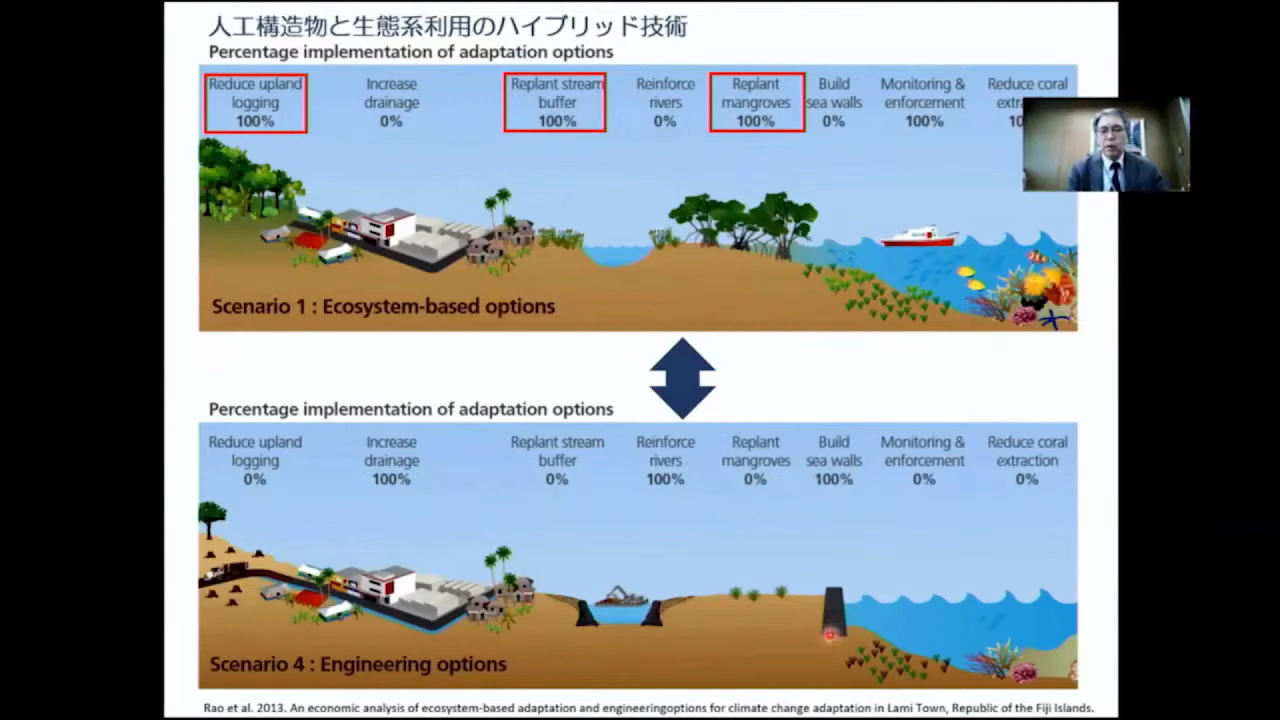 人工構造物と生態系利用のハイブリッド技術
Percentage implementation of adaptation options
Reduce upland logging 100%
Increase drainage 0%
Replant stream buffer 100%
Reinforce rivers 0%
Replant mangroves 100%
Build sea walls 0%
Monitoring & enforcement 100%
Reduce coral
Scenario 1 : Ecosystem-based options
Percentage implementation of adaptation options
Reduce upland logging 0%
Increase drainage 100%
Replant stream buffer 0%
Reinforce rivers 100%
Replant mangroves 0%
Build sea walls 100%
Monitoring & enforcement 0%
Reduce coral extraction 0%
Scenario 4 : Engineering options
Rao et al. 2013. An economic analysis of ecosystem-based adaptation and engineeringoptions for climate change adaptation in Lami Town, Republic of the Fiji Islands.